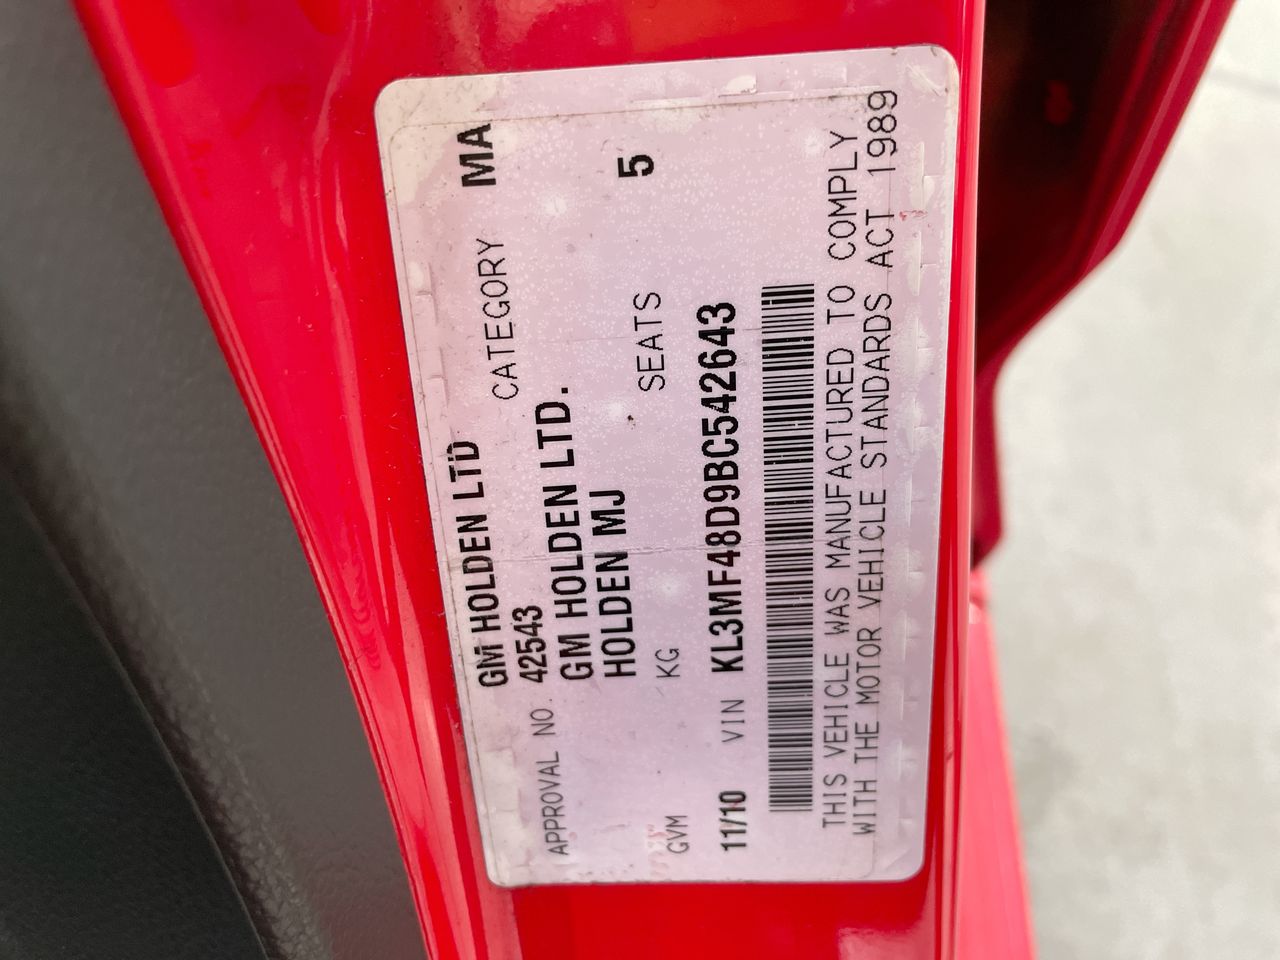 GM HOLDEN LTD
APPROVAL NO. 42543 CATEGORY MA
GM HOLDEN LTD.
HOLDEN MJ
GVM KG SEATS 5
11/10 VIN KL3MF48D9BC542643
THIS VEHICLE WAS MANUFACTURED TO COMPLY
WITH THE MOTOR VEHICLE STANDARDS ACT 1989